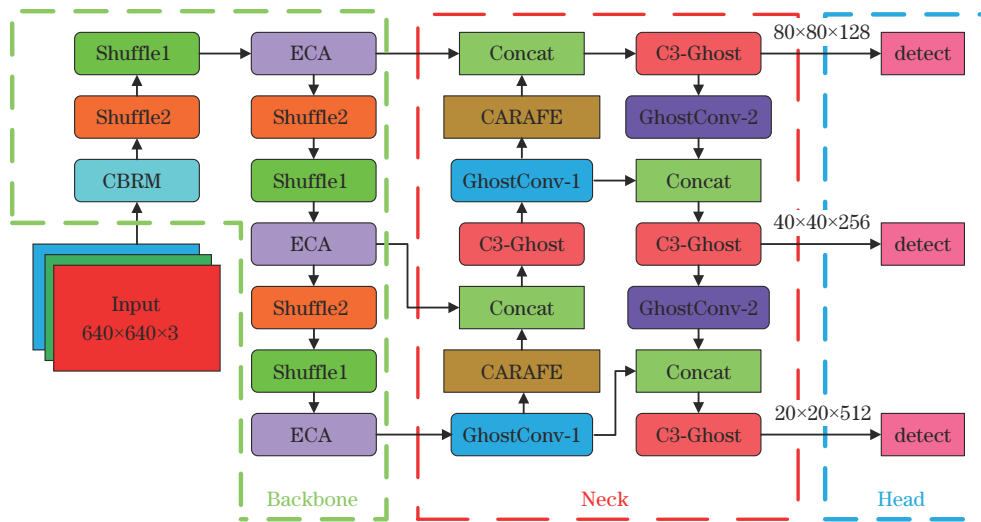 Shuffle1
ECA
Concat
C3-Ghost
80×80×128
detect
Shuffle2
Shuffle2
CARAFE
GhostConv-2
CBRM
Shuffle1
GhostConv-1
Concat
ECA
C3-Ghost
C3-Ghost
40×40×256
detect
Input
640×640×3
Shuffle2
Concat
GhostConv-2
Shuffle1
CARAFE
Concat
ECA
GhostConv-1
C3-Ghost
20×20×512
detect
Backbone
Neck
Head